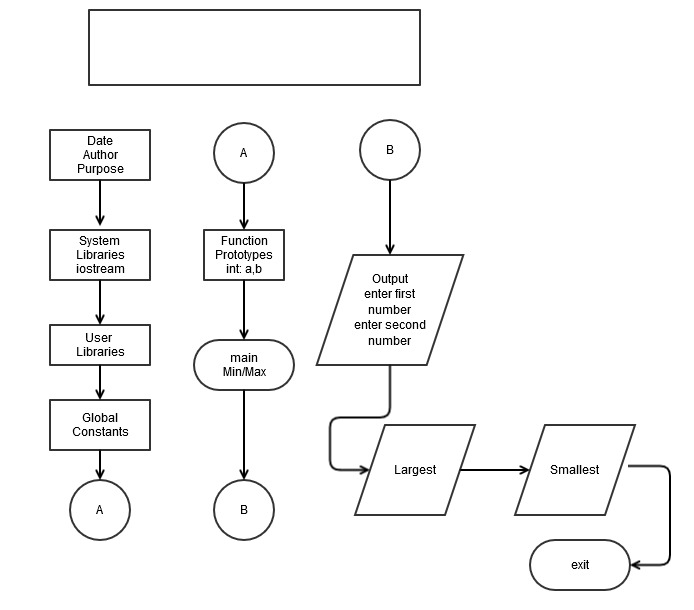 Date
Author
Purpose
System
Libraries
iostream
User
Libraries
Global
Constants
A
A
Function
Prototypes
int: a,b
main
Min/Max
B
B
Output
enter first
number
enter second
number
Largest
Smallest
exit